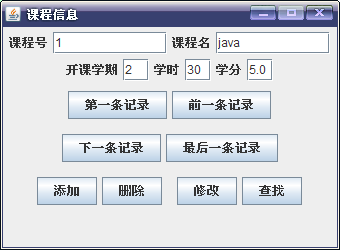 课程信息
课程号 1 课程名 java
开课学期 2 学时 30 学分 5.0
第一条记录 前一条记录
下一条记录 最后一条记录
添加 删除 修改 查找